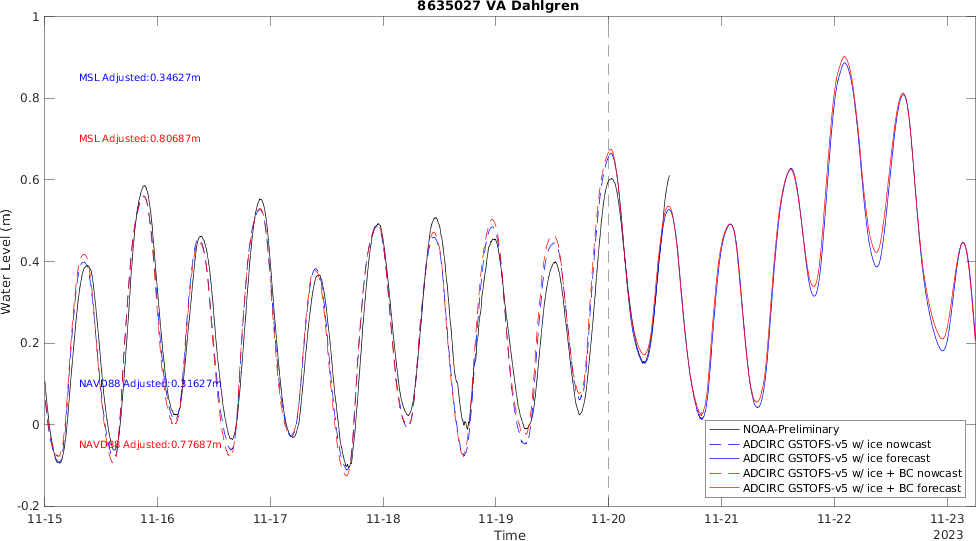 8635027 VA Dahlgren
1
MSL Adjusted:0.34627m
0.8
MSL Adjusted:0.80687m
0.6
0.4
Water Level (m)
0.2
NAVD88 Adjusted:0.31627m
0
NAVD88 Adjusted:0.77687m
-0.2
NOAA-Preliminary
ADCIRC GSTOFS-v5 w/ ice nowcast
ADCIRC GSTOFS-v5 w/ ice forecast
ADCIRC GSTOFS-v5 w/ ice + BC nowcast
ADCIRC GSTOFS-v5 w/ ice + BC forecast
11-15 11-16 11-17 11-18 11-19 11-20 11-21 11-22 11-23
Time
2023